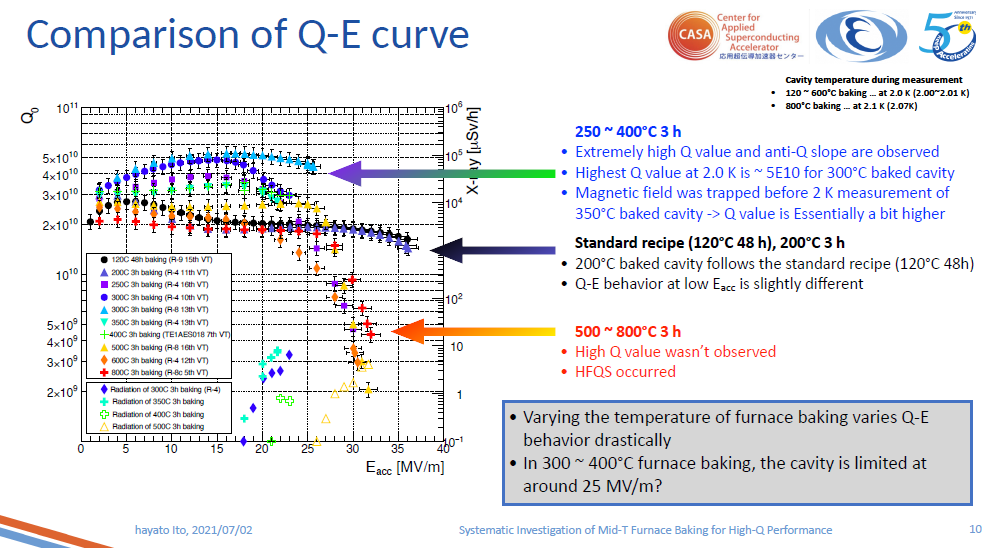 Comparison of Q-E curve
CASA
Center for
Applied
Superconducting
Accelerator
応用超伝導加速器センター
Anniversary
Since 1971
50th
Accelerator
Cavity temperature during measurement
• 120 ~ 600°C baking ... at 2.0 K (2.00~2.01 K)
• 800°C baking ... at 2.1 K (2.07K)
Q0
10^11
5×10^10
4×10^10
3×10^10
2×10^10
10^10
5×10^9
4×10^9
3×10^9
2×10^9
X-ray [µSv/h]
10^6
10^5
10^4
10^2
10
1
10^-1
120C 48h baking (R-9 15th VT)
200C 3h baking (R-4 11th VT)
250C 3h baking (R-4 16th VT)
300C 3h baking (R-4 10th VT)
300C 3h baking (R-8 13th VT)
350C 3h baking (R-4 13th VT)
400C 3h baking (TE1AES018 7th VT)
500C 3h baking (R-8 16th VT)
600C 3h baking (R-4 12th VT)
800C 3h baking (R-8c 5th VT)
Radiation of 300C 3h baking (R-4)
Radiation of 350C 3h baking
Radiation of 400C 3h baking
Radiation of 500C 3h baking
0 5 10 15 20 25 30 35 40
Eacc [MV/m]
250 ~ 400°C 3 h
• Extremely high Q value and anti-Q slope are observed
• Highest Q value at 2.0 K is ~ 5E10 for 300°C baked cavity
• Magnetic field was trapped before 2 K measurement of
350°C baked cavity -> Q value is Essentially a bit higher
Standard recipe (120°C 48 h), 200°C 3 h
• 200°C baked cavity follows the standard recipe (120°C 48h)
• Q-E behavior at low Eacc is slightly different
500 ~ 800°C 3 h
• High Q value wasn't observed
• HFQS occurred
• Varying the temperature of furnace baking varies Q-E
behavior drastically
• In 300 ~ 400°C furnace baking, the cavity is limited at
around 25 MV/m?
hayato Ito, 2021/07/02
Systematic Investigation of Mid-T Furnace Baking for High-Q Performance
10